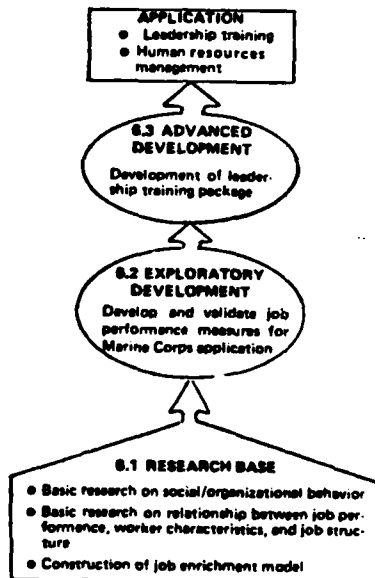 APPLICATION
● Leadership training
● Human resources
management
6.3 ADVANCED
DEVELOPMENT
Development of leader-
ship training package
6.2 EXPLORATORY
DEVELOPMENT
Develop and validate job
performance measures for
Marine Corps application
6.1 RESEARCH BASE
● Basic research on social/organizational behavior
● Basic research on relationship between job per-
formance, worker characteristics, and job struc-
ture
● Construction of job enrichment model